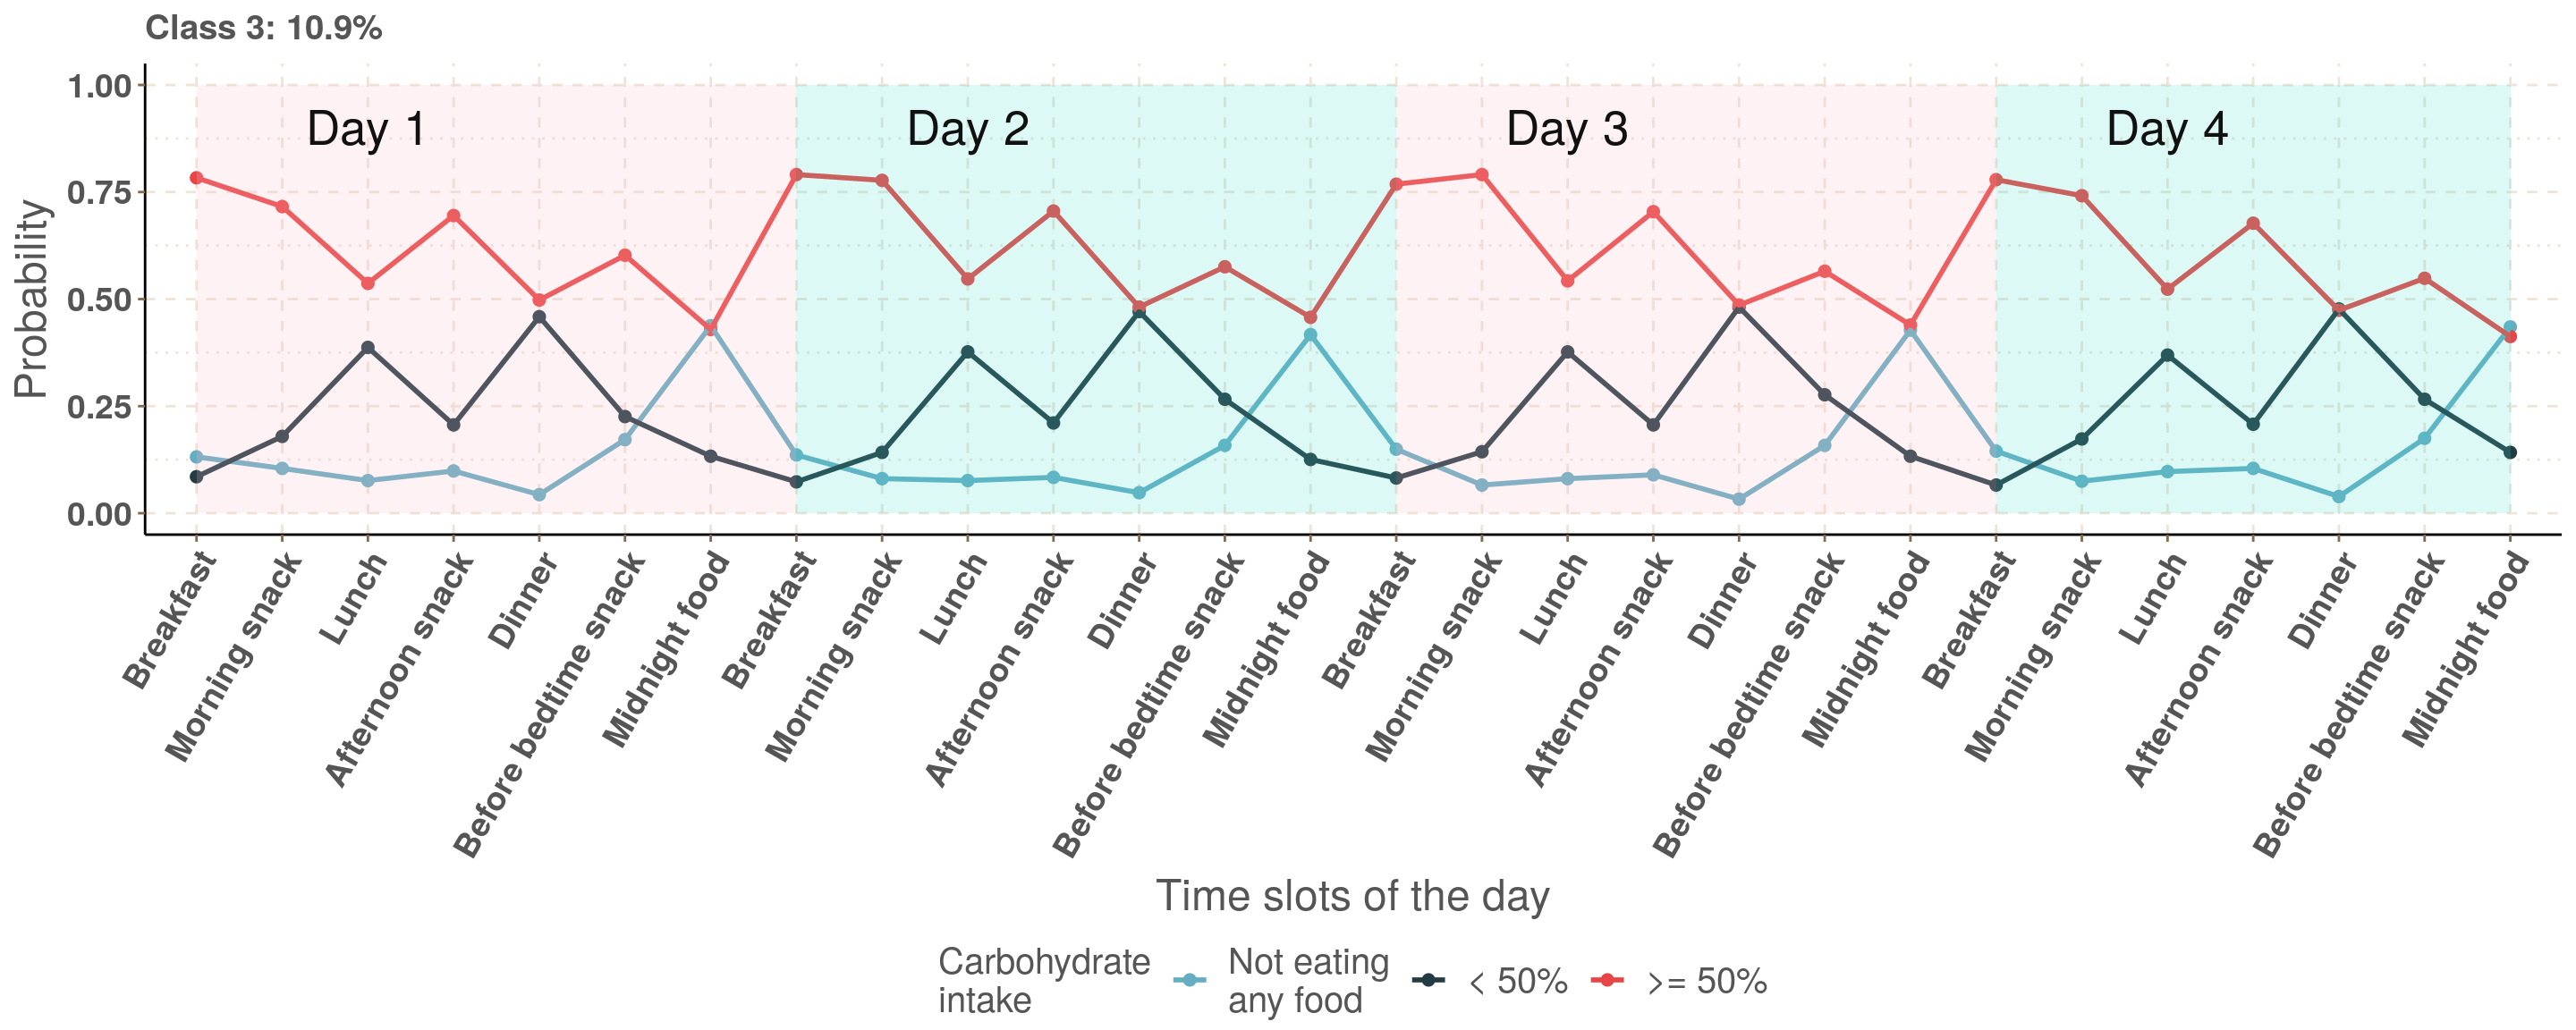 Class 3: 10.9%
1.00
0.75
0.50
0.25
0.00
Probability
Day 1
Day 2
Day 3
Day 4
Breakfast
Morning snack
Lunch
Afternoon snack
Dinner
Before bedtime snack
Midnight food
Breakfast
Morning snack
Lunch
Afternoon snack
Dinner
Before bedtime snack
Midnight food
Breakfast
Morning snack
Lunch
Afternoon snack
Dinner
Before bedtime snack
Midnight food
Breakfast
Morning snack
Lunch
Afternoon snack
Dinner
Before bedtime snack
Midnight food
Time slots of the day
Carbohydrate
intake
Not eating
any food
< 50%
>= 50%